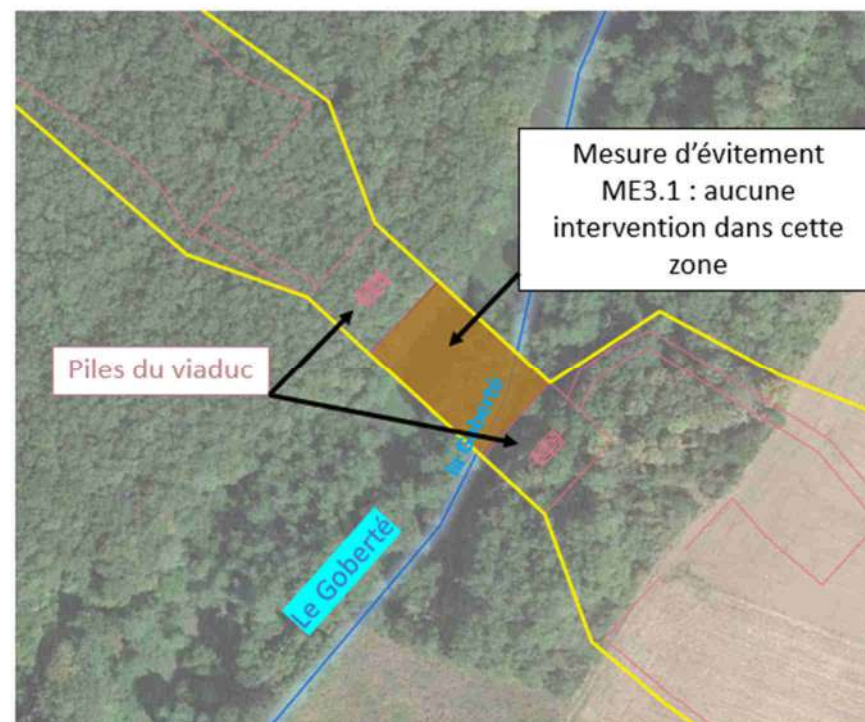 Mesure d'évitement
ME3.1 : aucune
intervention dans cette
zone
Piles du viaduc
le Goberté
Le Goberté